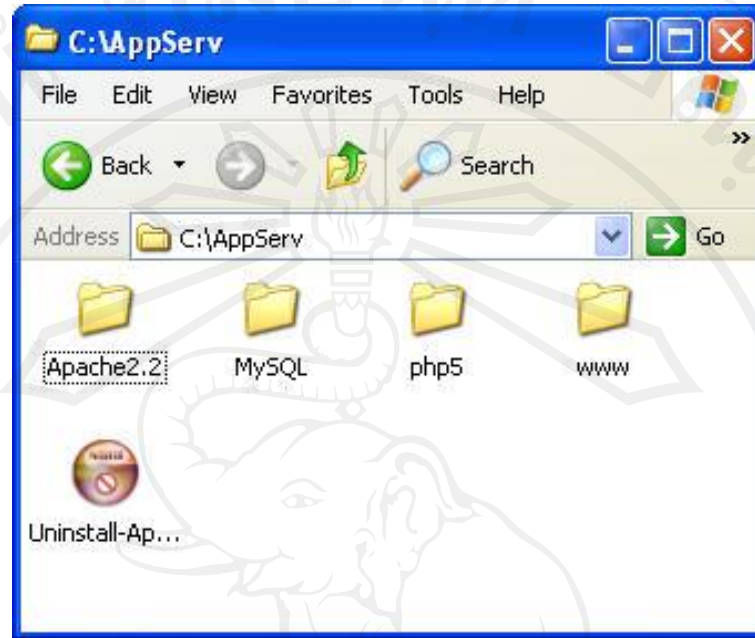 C:\AppServ
File Edit View Favorites Tools Help
Back Search »
Address C:\AppServ Go
Apache2.2 MySQL php5 www
Uninstall-Ap...